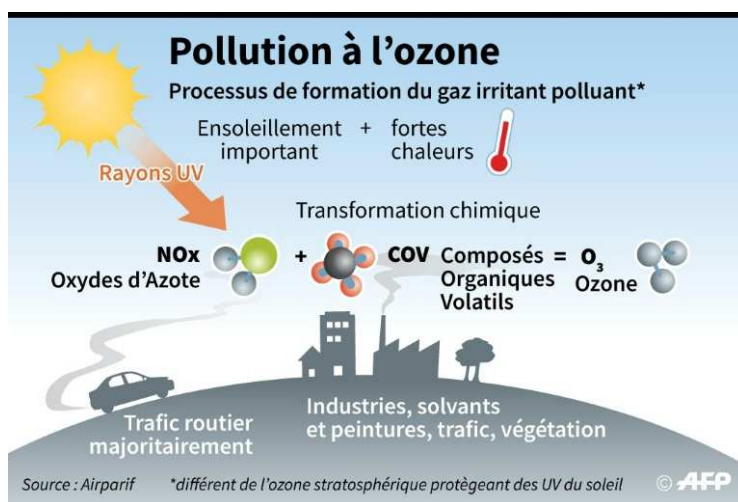 Pollution à l’ozone
Processus de formation du gaz irritant polluant*
Ensoleillement + fortes
important chaleurs
Rayons UV
Transformation chimique
NOx + COV Composés = O₃
Oxydes d’Azote Organiques Ozone
Volatils
Trafic routier
majoritairement
Industries, solvants
et peintures, trafic, végétation
Source : Airparif *différent de l’ozone stratosphérique protègeant des UV du soleil © AFP